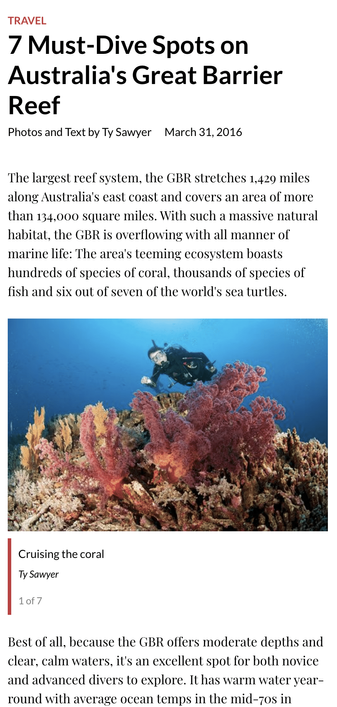 TRAVEL
7 Must-Dive Spots on
Australia's Great Barrier
Reef
Photos and Text by Ty Sawyer March 31, 2016
The largest reef system, the GBR stretches 1,429 miles
along Australia's east coast and covers an area of more
than 134,000 square miles. With such a massive natural
habitat, the GBR is overflowing with all manner of
marine life: The area's teeming ecosystem boasts
hundreds of species of coral, thousands of species of
fish and six out of seven of the world's sea turtles.
Cruising the coral
Ty Sawyer
1 of 7
Best of all, because the GBR offers moderate depths and
clear, calm waters, it's an excellent spot for both novice
and advanced divers to explore. It has warm water year-
round with average ocean temps in the mid-70s in